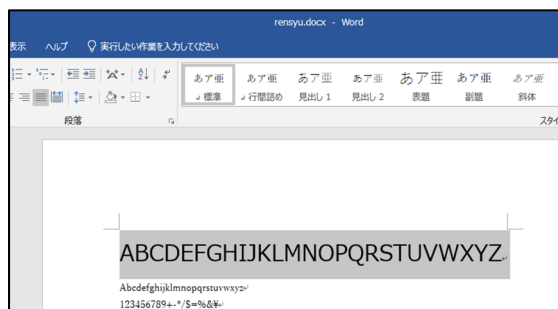 rensyu.docx - Word
表示 ヘルプ 実行したい作業を入力してください
あア亜 あア亜 あア亜 あア亜 あア亜 あア亜 あア亜
標準 行間詰め 見出し 1 見出し 2 表題 副題 斜体
段落 スタイ
ABCDEFGHIJKLMNOPQRSTUVWXYZ
Abcdefghijklmnopqrstuvwxyz
123456789+-*/$=%&¥